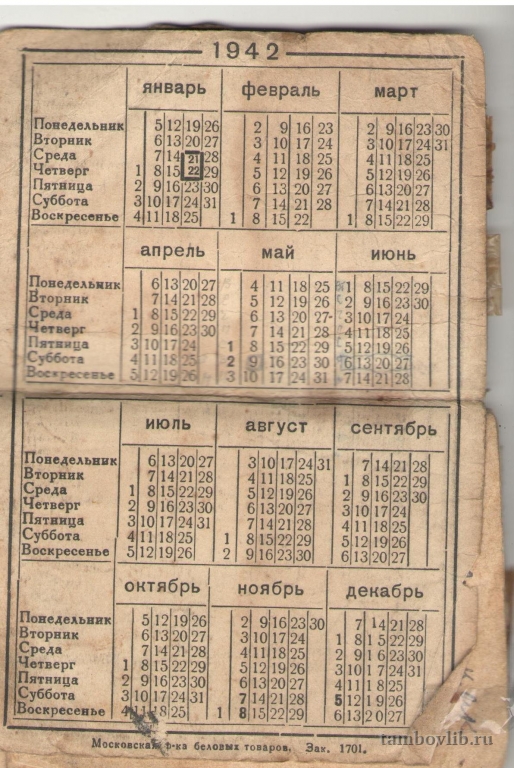 1942
январь февраль март
Понедельник 5 12 19 26 2 9 16 23 2 9 16 23 30
Вторник 6 13 20 27 3 10 17 24 3 10 17 24 31
Среда 7 14 21 28 4 11 18 25 4 11 18 25
Четверг 1 8 15 22 29 5 12 19 26 5 12 19 26
Пятница 2 9 16 23 30 6 13 20 27 6 13 20 27
Суббота 3 10 17 24 31 7 14 21 28 7 14 21 28
Воскресенье 4 11 18 25 1 8 15 22 1 8 15 22 29
апрель май июнь
Понедельник 6 13 20 27 4 11 18 25 1 8 15 22 29
Вторник 7 14 21 28 5 12 19 26 2 9 16 23 30
Среда 1 8 15 22 29 6 13 20 27 3 10 17 24
Четверг 2 9 16 23 30 7 14 21 28 4 11 18 25
Пятница 3 10 17 24 1 8 15 22 29 5 12 19 26
Суббота 4 11 18 25 2 9 16 23 30 6 13 20 27
Воскресенье 5 12 19 26 3 10 17 24 31 7 14 21 28
июль август сентябрь
Понедельник 6 13 20 27 3 10 17 24 31 7 14 21 28
Вторник 7 14 21 28 4 11 18 25 1 8 15 22 29
Среда 1 8 15 22 29 5 12 19 26 2 9 16 23 30
Четверг 2 9 16 23 30 6 13 20 27 3 10 17 24
Пятница 3 10 17 24 31 7 14 21 28 4 11 18 25
Суббота 4 11 18 25 1 8 15 22 29 5 12 19 26
Воскресенье 5 12 19 26 2 9 16 23 30 6 13 20 27
октябрь ноябрь декабрь
Понедельник 5 12 19 26 2 9 16 23 30 7 14 21 28
Вторник 6 13 20 27 3 10 17 24 1 8 15 22 29
Среда 7 14 21 28 4 11 18 25 2 9 16 23 30
Четверг 1 8 15 22 29 5 12 19 26 3 10 17 24 31
Пятница 2 9 16 23 30 6 13 20 27 4 11 18 25
Суббота 3 10 17 24 31 7 14 21 28 5 12 19 26
Воскресенье 4 11 18 25 1 8 15 22 29 6 13 20 27
Московская ф-ка беловых товаров, Зак. 1701.
tamboylib.ru